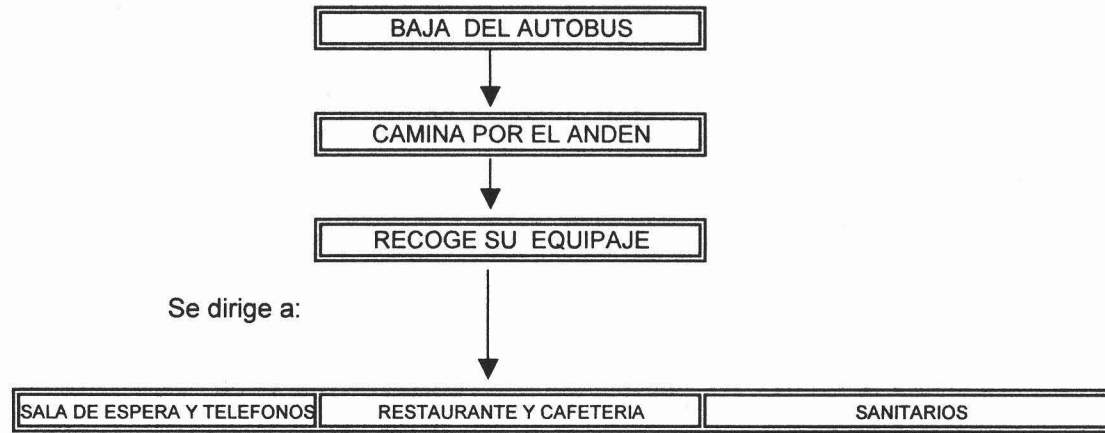 BAJA DEL AUTOBUS
CAMINA POR EL ANDEN
RECOGE SU EQUIPAJE
Se dirige a:
SALA DE ESPERA Y TELEFONOS RESTAURANTE Y CAFETERIA SANITARIOS